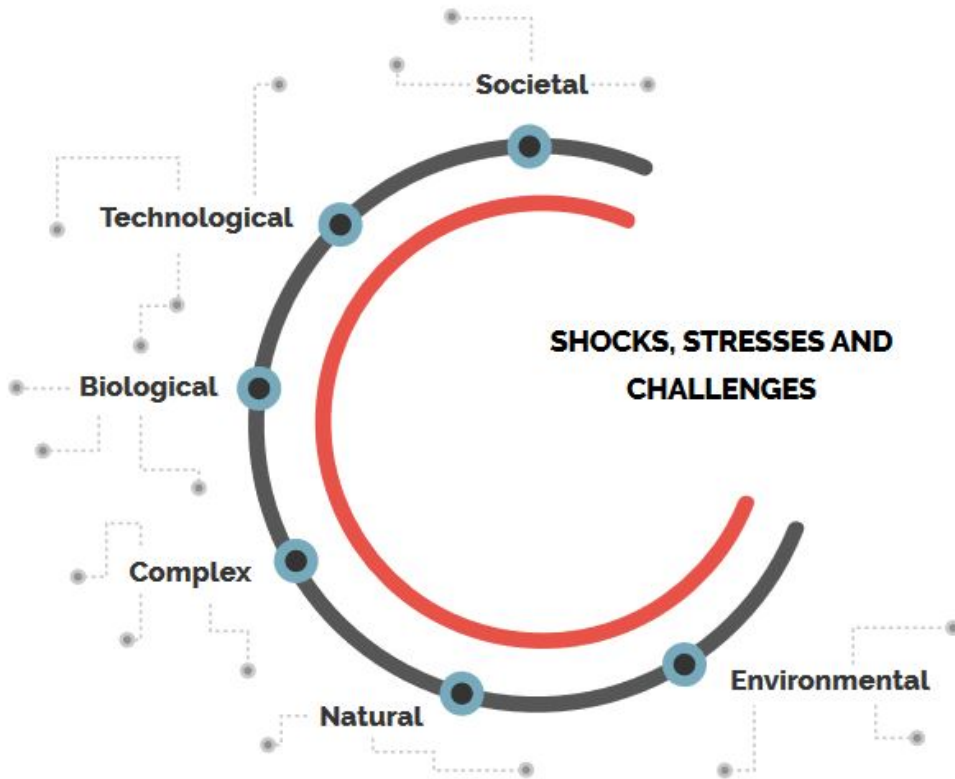 Societal
Technological
SHOCKS, STRESSES AND
CHALLENGES
Biological
Complex
Environmental
Natural